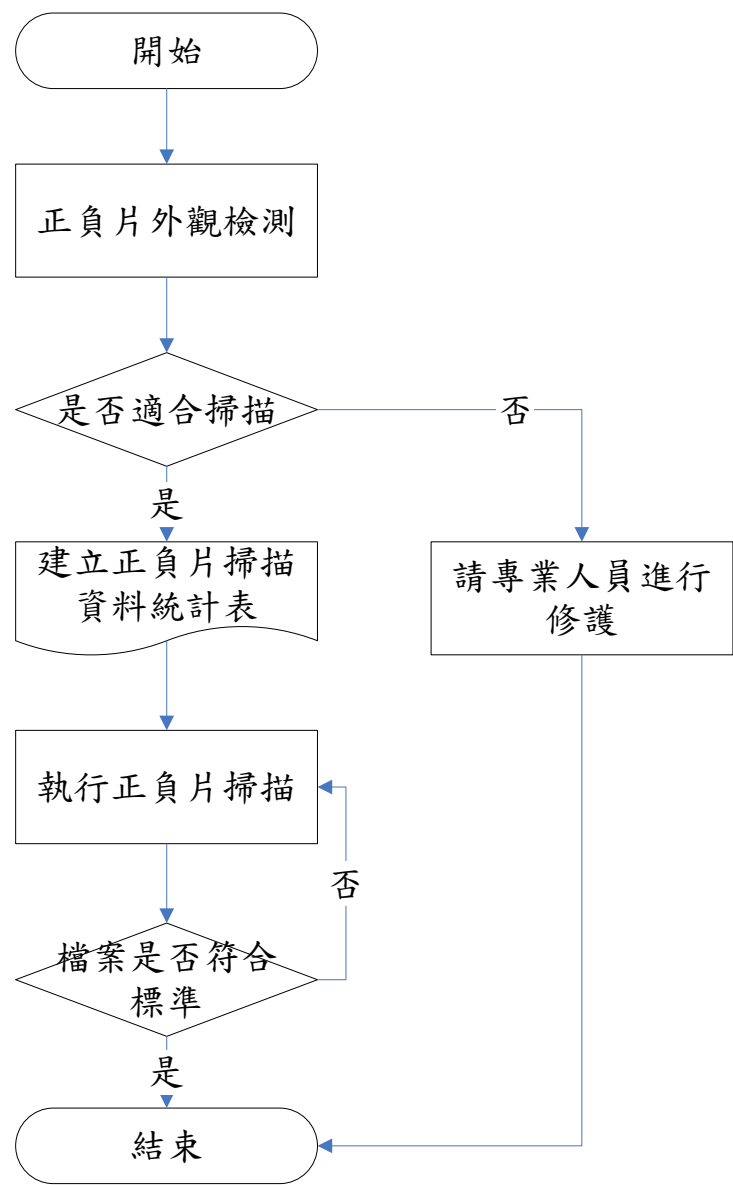 開始
正負片外觀檢測
是否適合掃描
否
是
建立正負片掃描
資料統計表
請專業人員進行
修護
執行正負片掃描
否
檔案是否符合
標準
是
結束